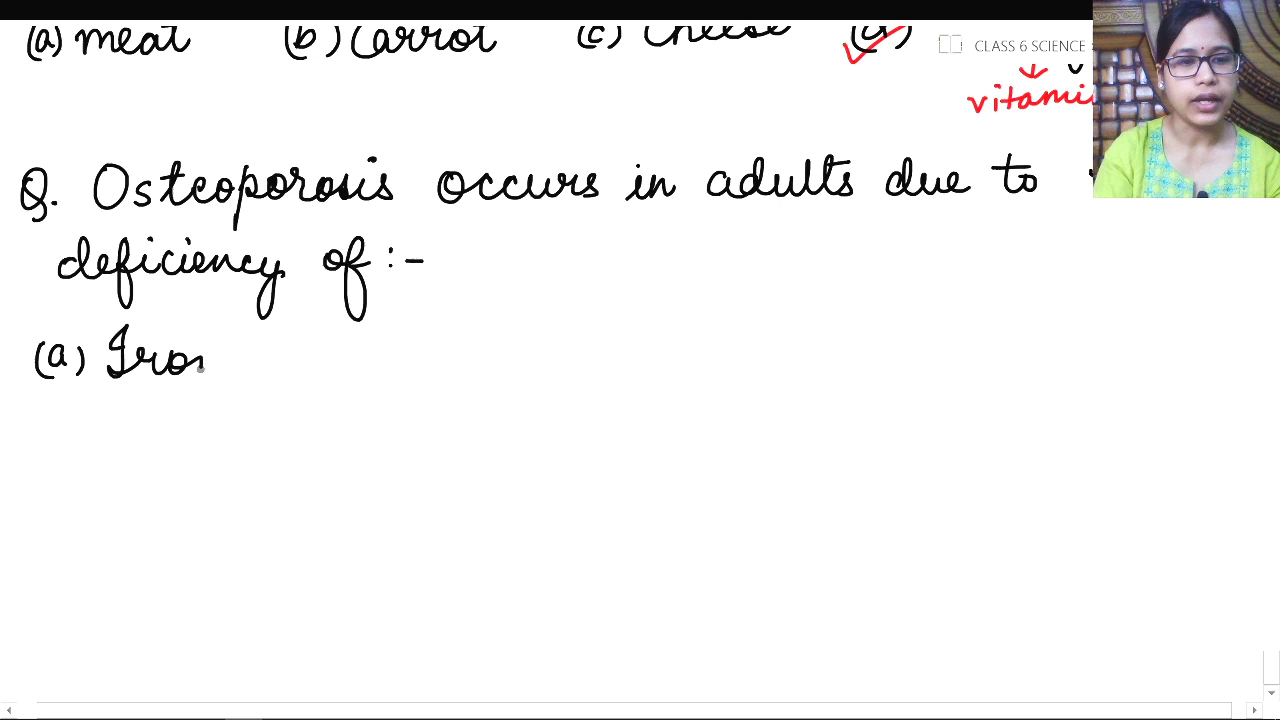 (a) meat (b) Carrot (c) Cheese (d)
CLASS 6 SCIENCE
vitami
Q. Osteoporosis occurs in adults due to
deficiency of :-
(a) Iron